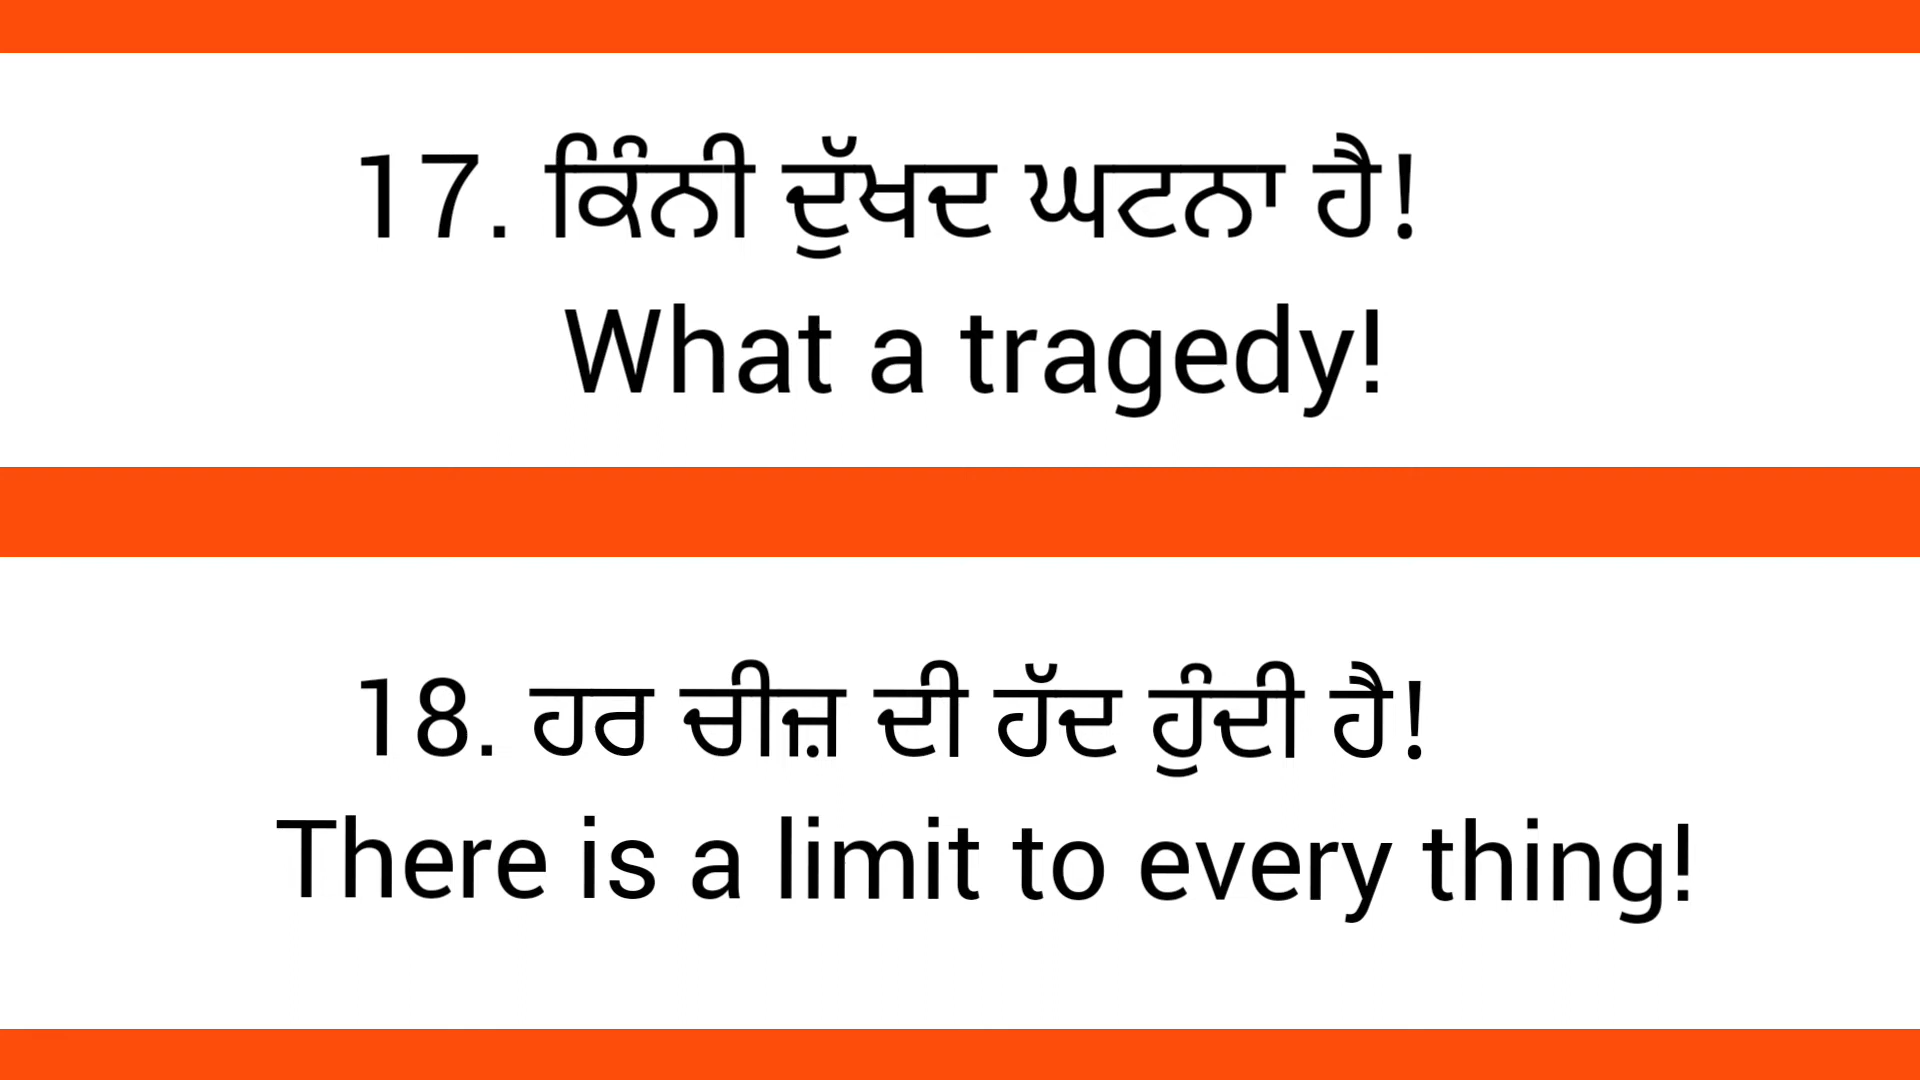 17. ਕਿੰਨੀ ਦੁੱਖਦ ਘਟਨਾ ਹੈ!
What a tragedy!
18. ਹਰ ਚੀਜ਼ ਦੀ ਹੱਦ ਹੁੰਦੀ ਹੈ!
There is a limit to every thing!